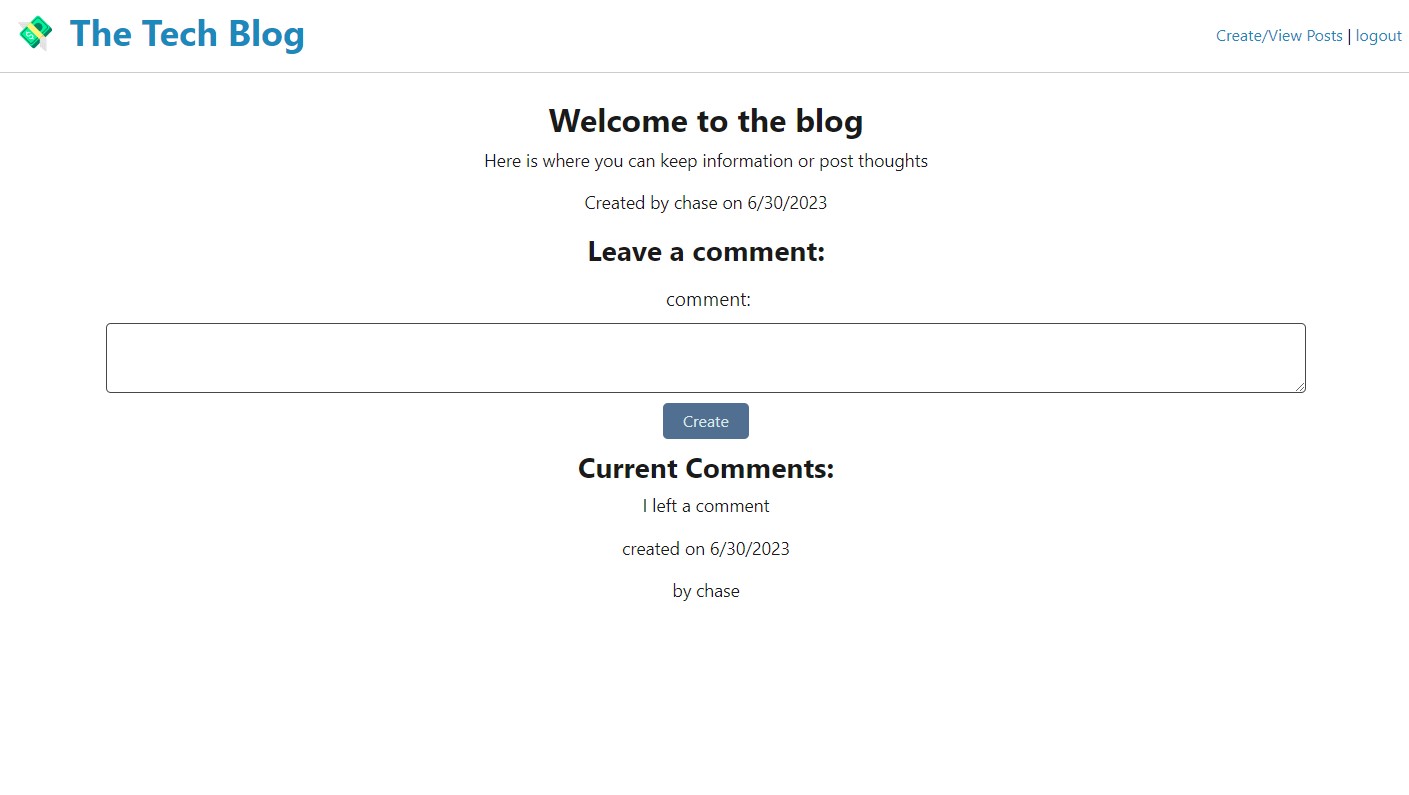 The Tech Blog
Create/View Posts | logout
Welcome to the blog
Here is where you can keep information or post thoughts
Created by chase on 6/30/2023
Leave a comment:
comment:
Create
Current Comments:
I left a comment
created on 6/30/2023
by chase